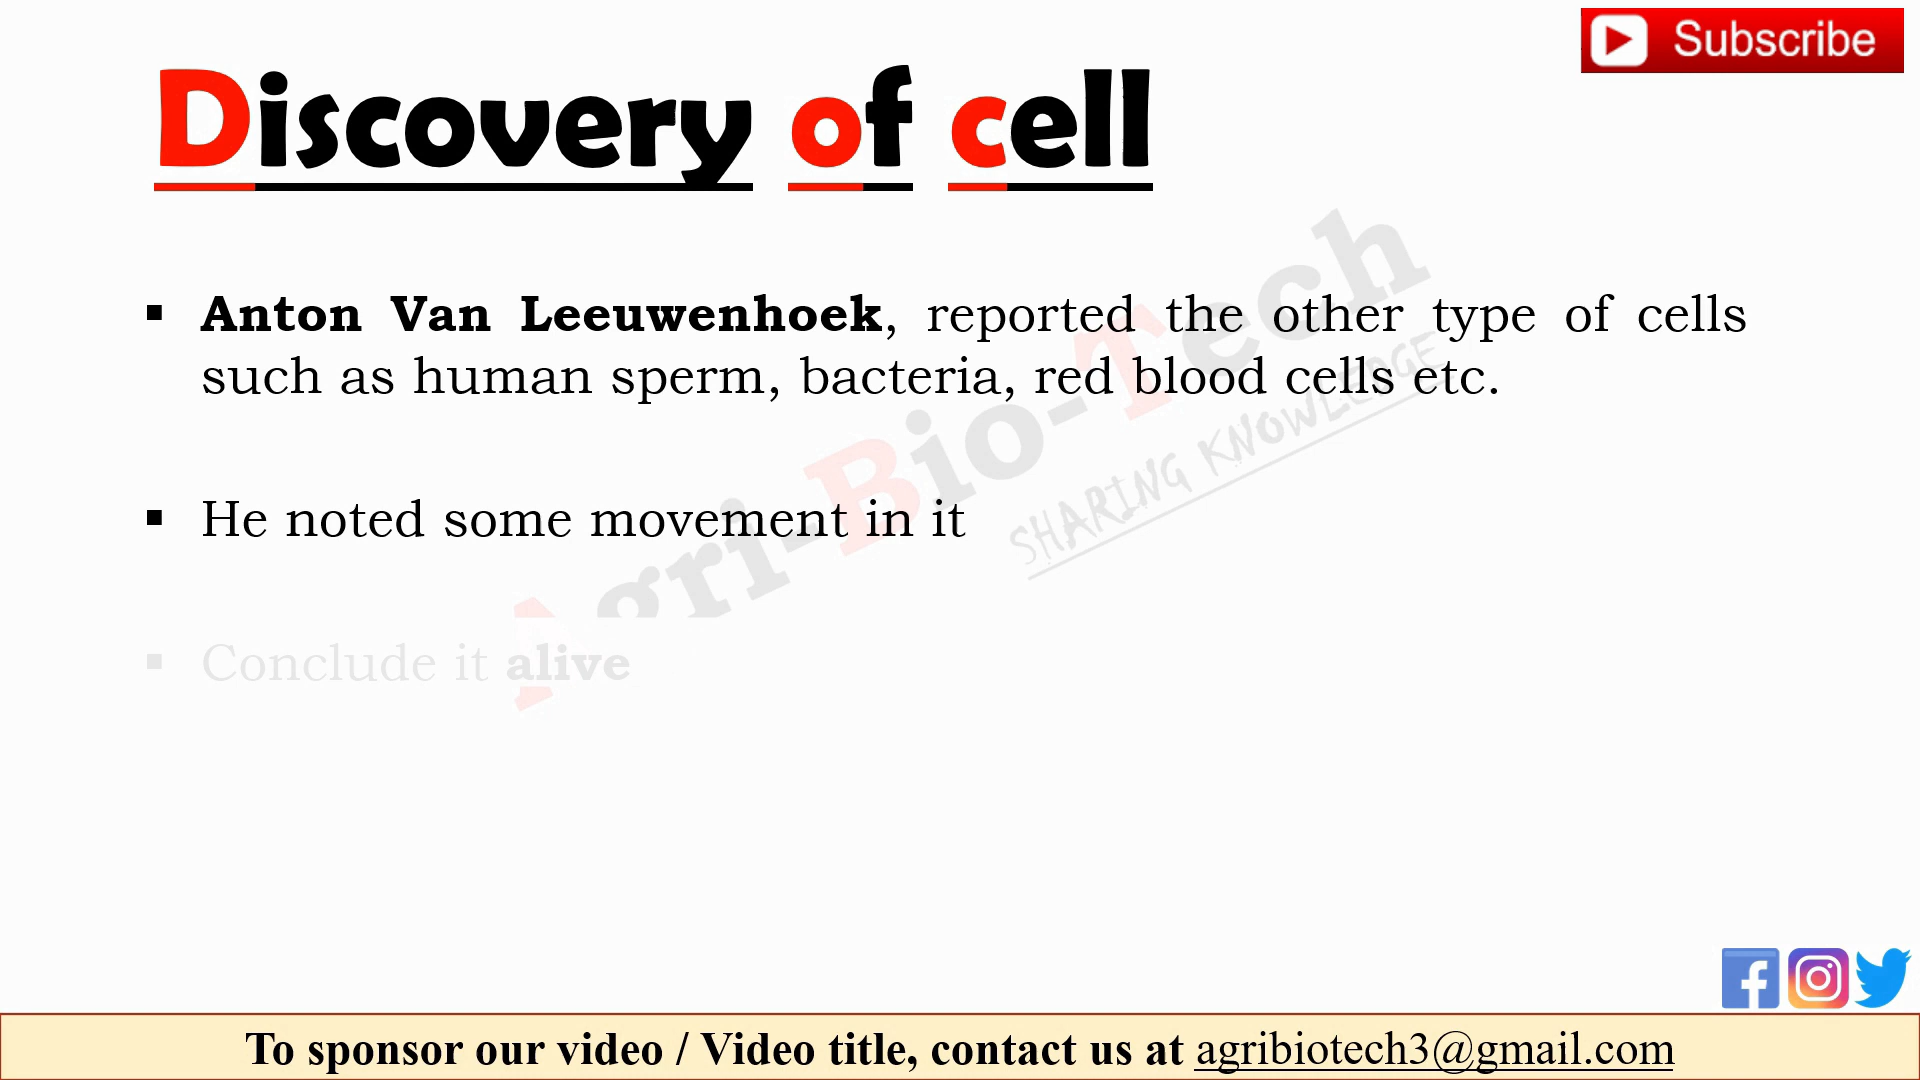 Subscribe
Discovery of cell
▪ Anton Van Leeuwenhoek, reported the other type of cells
such as human sperm, bacteria, red blood cells etc.
▪ He noted some movement in it
▪ Conclude it alive
Agri-Bio-Tech
SHARING KNOWLEDGE
To sponsor our video / Video title, contact us at agribiotech3@gmail.com